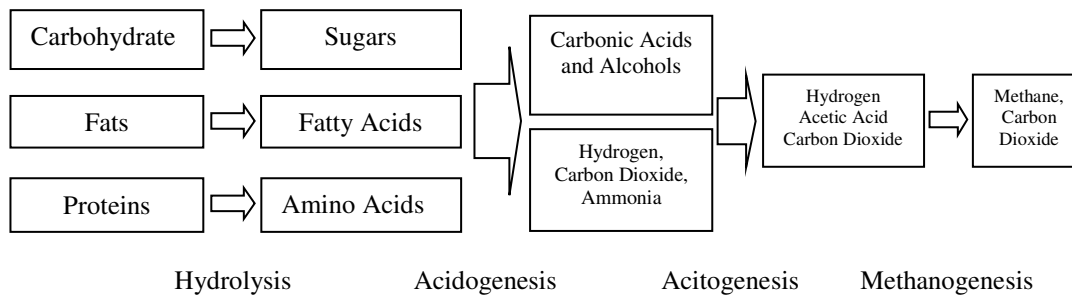 Carbohydrate
Sugars
Fats
Fatty Acids
Proteins
Amino Acids
Carbonic Acids
and Alcohols
Hydrogen,
Carbon Dioxide,
Ammonia
Hydrogen
Acetic Acid
Carbon Dioxide
Methane,
Carbon
Dioxide
Hydrolysis
Acidogenesis
Acitogenesis
Methanogenesis